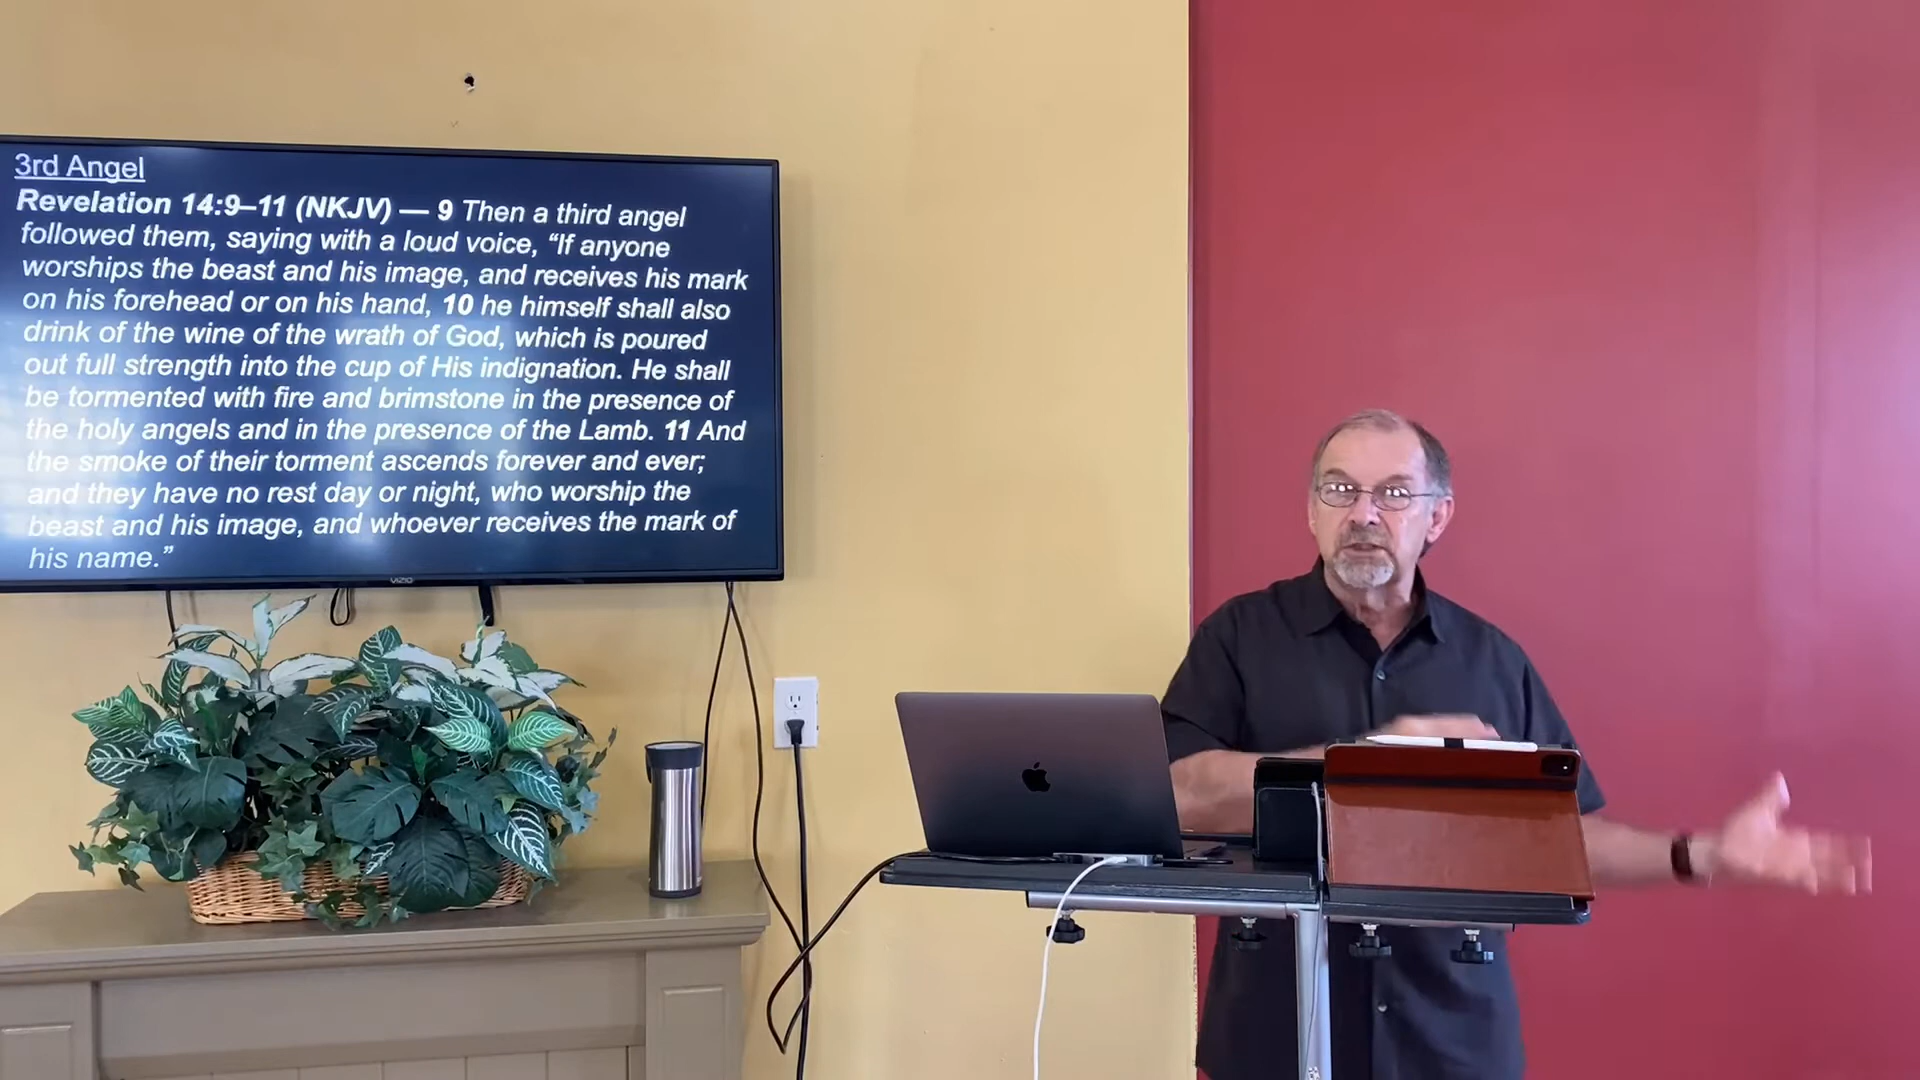 3rd Angel
Revelation 14:9–11 (NKJV) — 9 Then a third angel
followed them, saying with a loud voice, “If anyone
worships the beast and his image, and receives his mark
on his forehead or on his hand, 10 he himself shall also
drink of the wine of the wrath of God, which is poured
out full strength into the cup of His indignation. He shall
be tormented with fire and brimstone in the presence of
the holy angels and in the presence of the Lamb. 11 And
the smoke of their torment ascends forever and ever;
and they have no rest day or night, who worship the
beast and his image, and whoever receives the mark of
his name.”
VIZIO